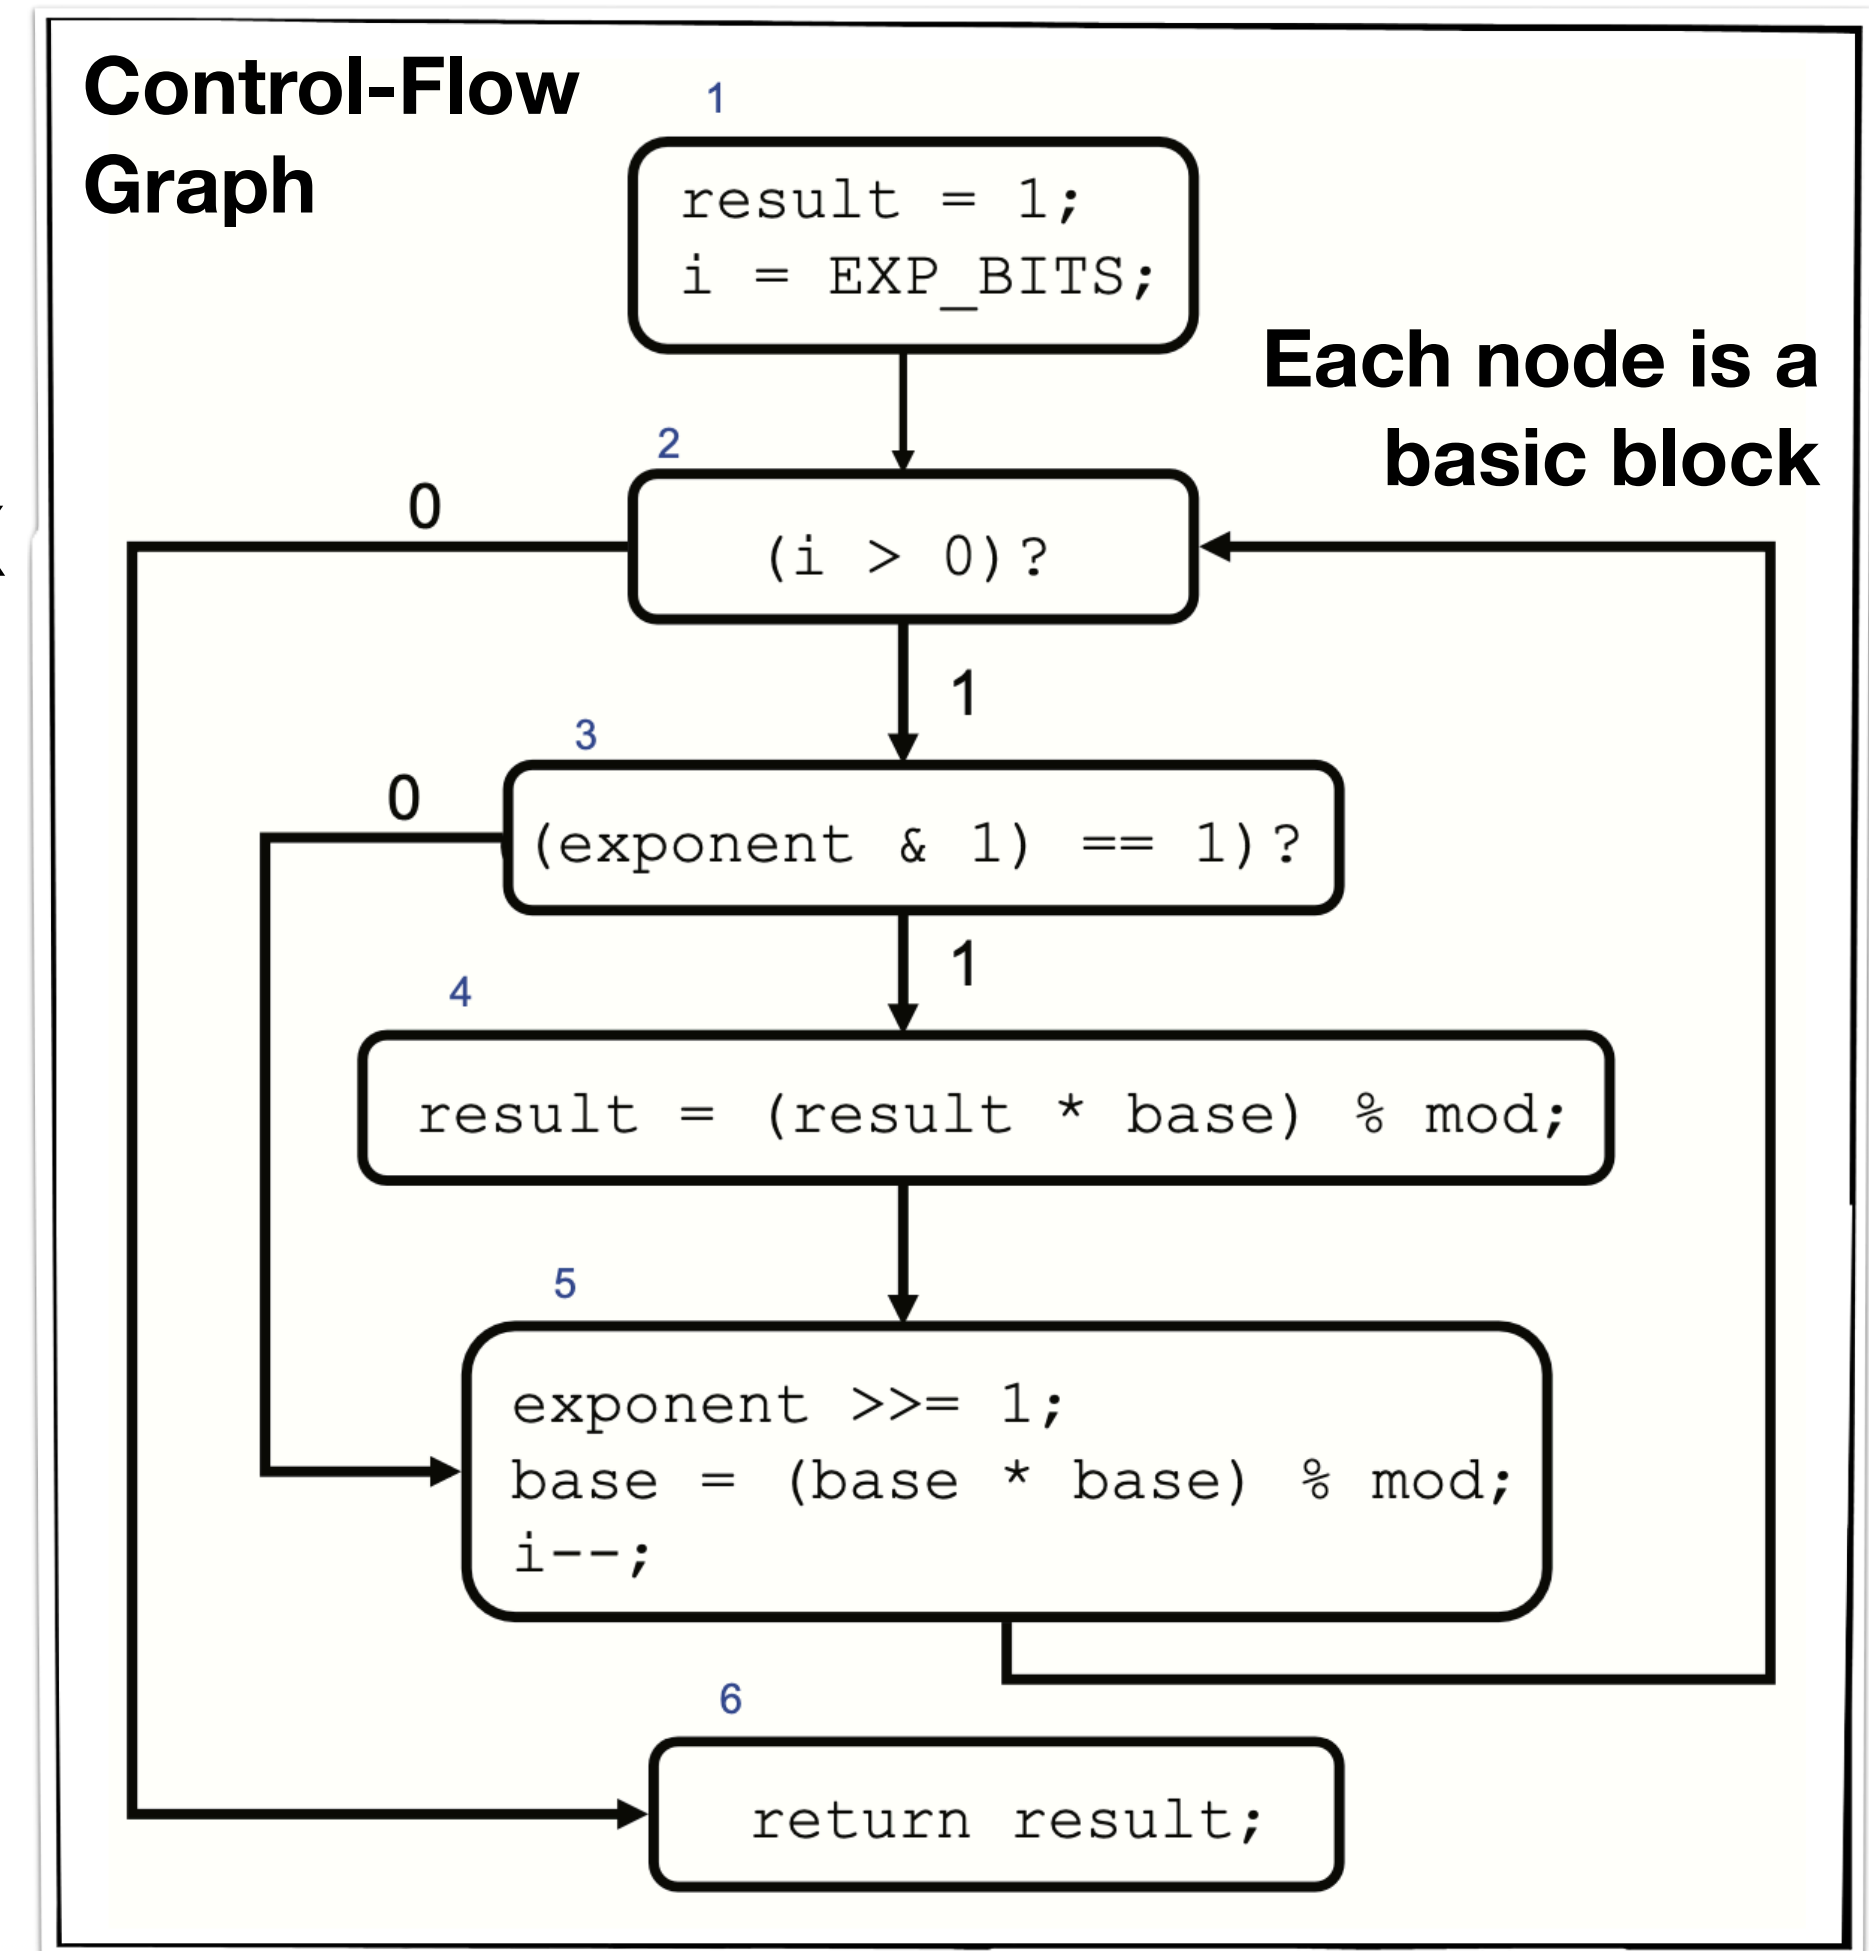 Control-Flow
Graph
1
result = 1;
i = EXP_BITS;
Each node is a
basic block
2
0
(i > 0)?
1
3
0
(exponent & 1) == 1)?
1
4
result = (result * base) % mod;
5
exponent >>= 1;
base = (base * base) % mod;
i--;
6
return result;